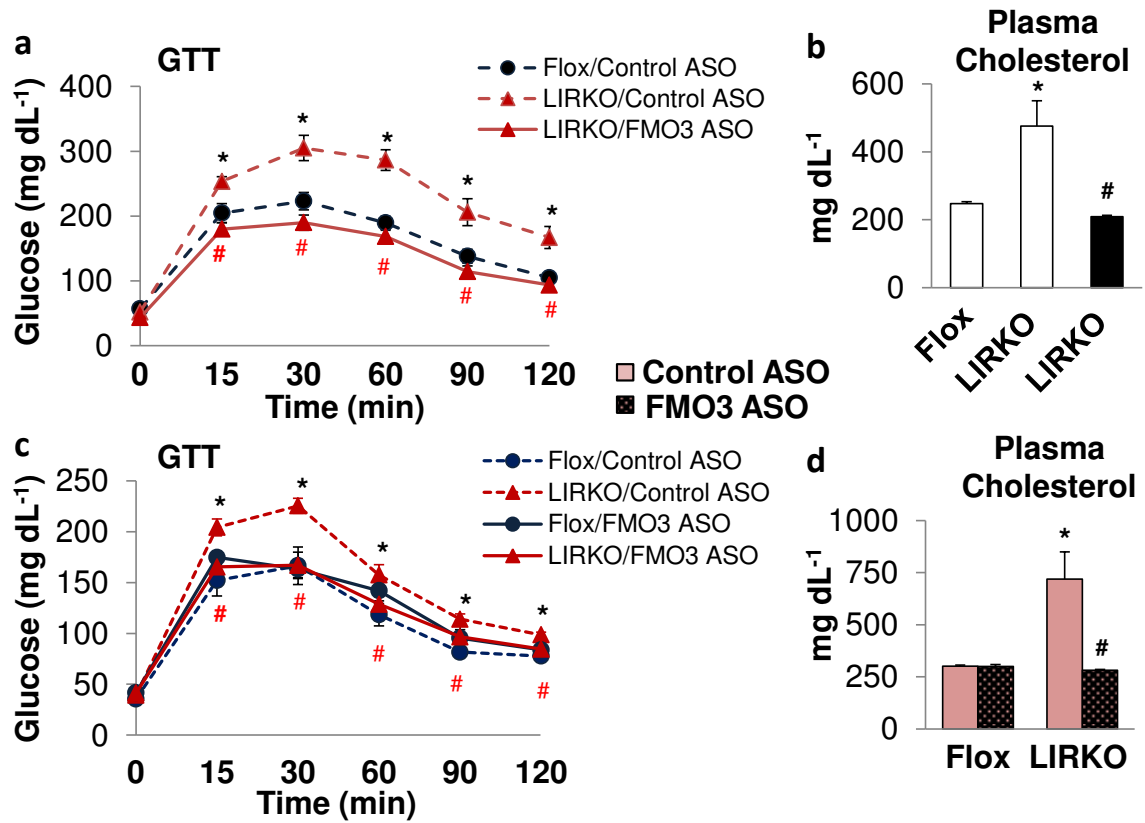 a
GTT
Flox/Control ASO
LIRKO/Control ASO
LIRKO/FMO3 ASO
Glucose (mg dL-1)
400
300
200
100
0
* * * * *
# # # # #
0 15 30 60 90 120
Time (min)
b
Plasma
Cholesterol
mg dL-1
600
400
200
0
*
#
Flox LIRKO LIRKO
Control ASO
FMO3 ASO
c
GTT
Flox/Control ASO
LIRKO/Control ASO
Flox/FMO3 ASO
LIRKO/FMO3 ASO
Glucose (mg dL-1)
250
200
150
100
50
0
* * * * *
# # # # #
0 15 30 60 90 120
Time (min)
d
Plasma
Cholesterol
mg dL-1
1000
750
500
250
0
*
#
Flox LIRKO